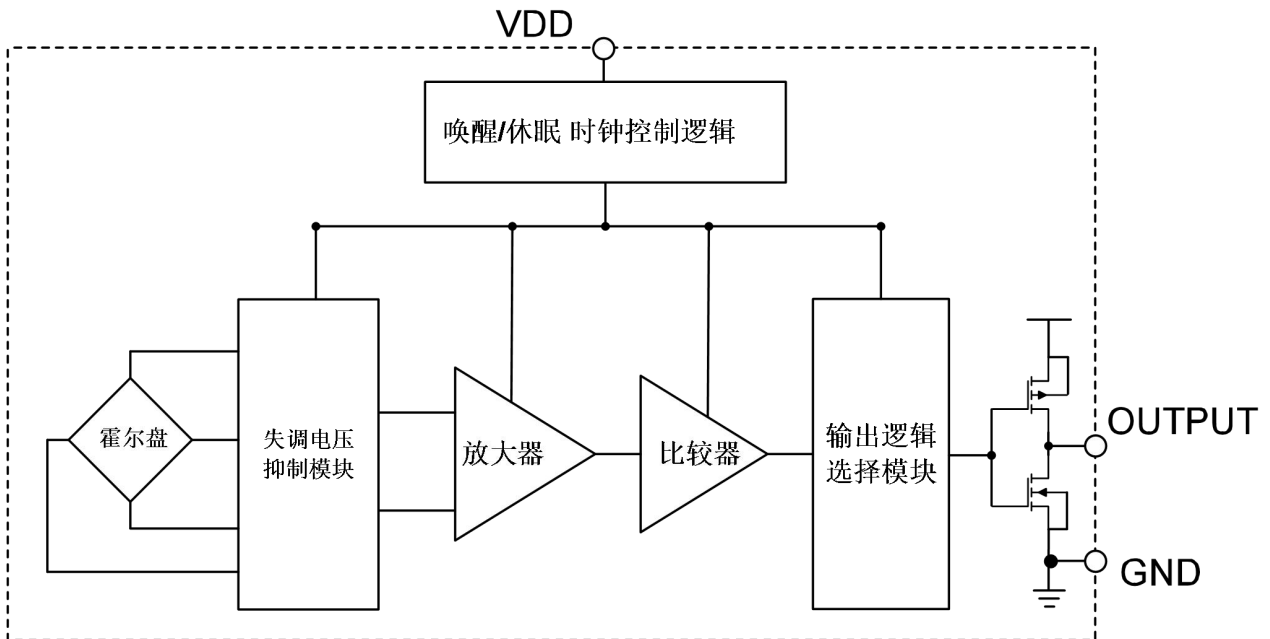 VDD
唤醒/休眠 时钟控制逻辑
霍尔盘
失调电压
抑制模块
放大器
比较器
输出逻辑
选择模块
OUTPUT
GND